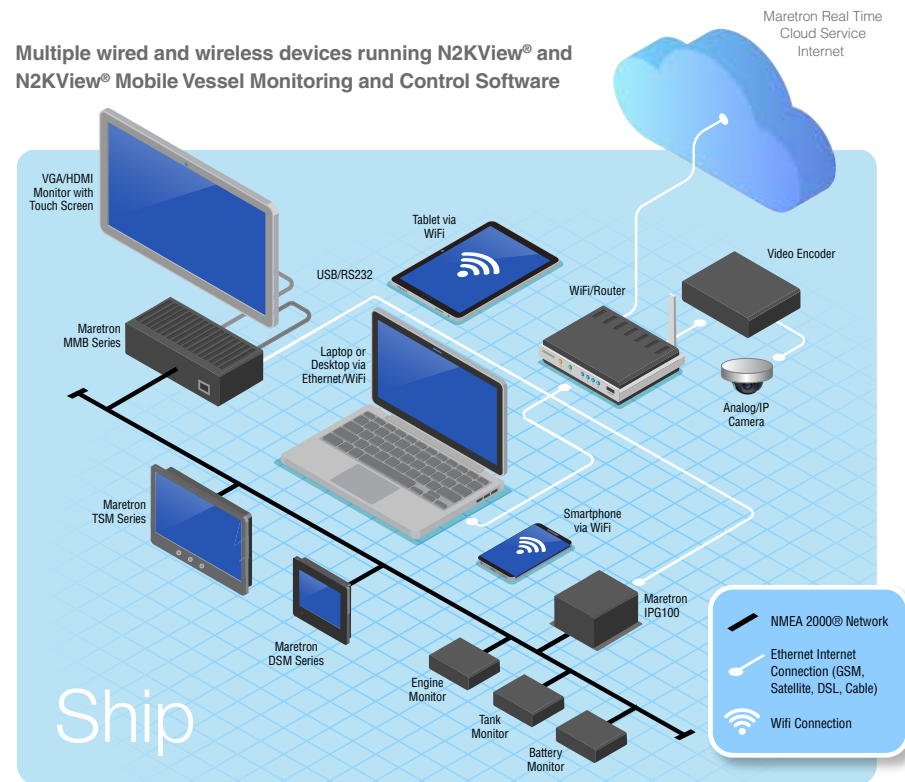 Maretron Real Time
Cloud Service
Internet
Multiple wired and wireless devices running N2KView® and
N2KView® Mobile Vessel Monitoring and Control Software
VGA/HDMI
Monitor with
Touch Screen
Tablet via
WiFi
USB/RS232
Video Encoder
WiFi/Router
Maretron
MMB Series
Laptop or
Desktop via
Ethernet/WiFi
Analog/IP
Camera
Maretron
TSM Series
Smartphone
via WiFi
Maretron
IPG100
Maretron
DSM Series
Engine
Monitor
Tank
Monitor
Battery
Monitor
Ship
NMEA 2000® Network
Ethernet Internet
Connection (GSM,
Satellite, DSL, Cable)
Wifi Connection